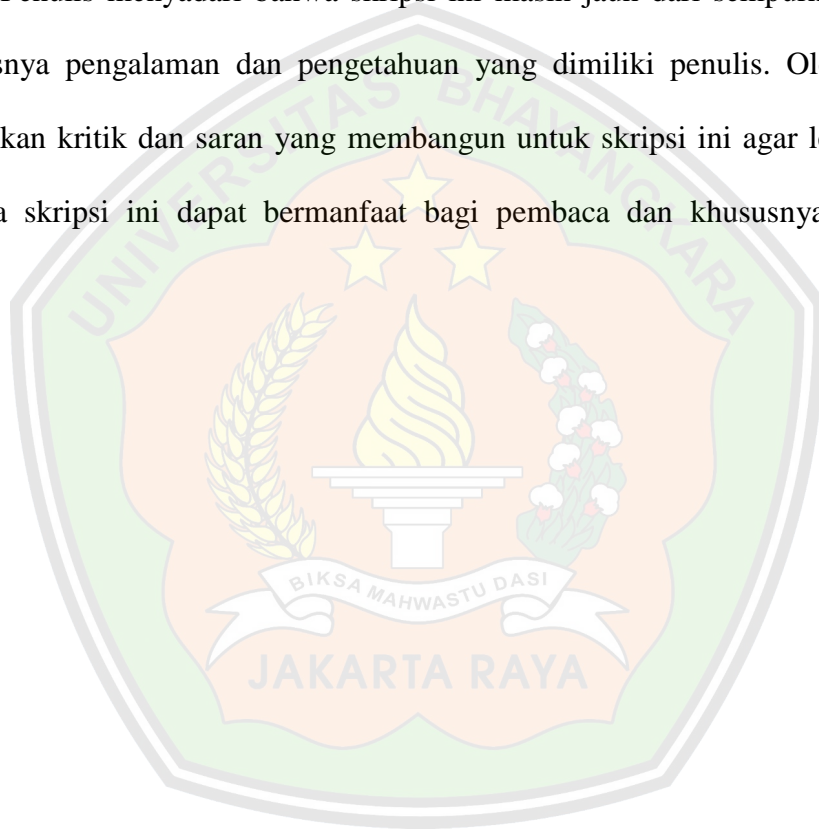 Penulis menyadari bahwa skripsi ini masih jauh dari
snya pengalaman dan pengetahuan yang dimiliki penulis.
kan kritik dan saran yang membangun untuk skripsi ini agar
skripsi ini dapat bermanfaat bagi pembaca dan khususnya
UNIVERSITAS BHAYANGKARA
BIKSA MAHWASTU DASI
JAKARTA RAYA